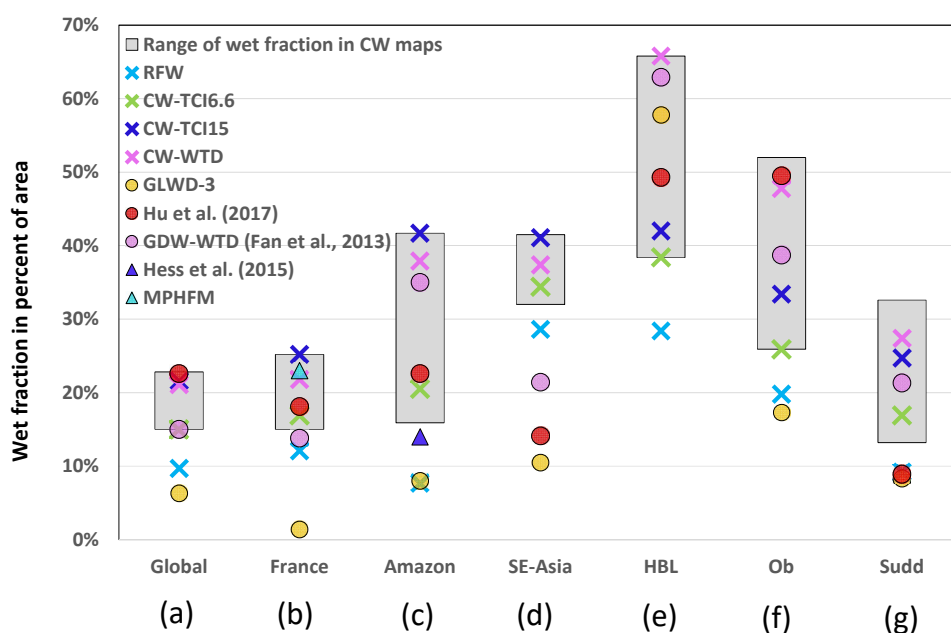 70%
60%
50%
40%
30%
20%
10%
0%
Wet fraction in percent of area
Range of wet fraction in CW maps
RFW
CW-TCI6.6
CW-TCI15
CW-WTD
GLWD-3
Hu et al. (2017)
GDW-WTD (Fan et al., 2013)
Hess et al. (2015)
MPHFM
Global France Amazon SE-Asia HBL Ob Sudd
(a) (b) (c) (d) (e) (f) (g)